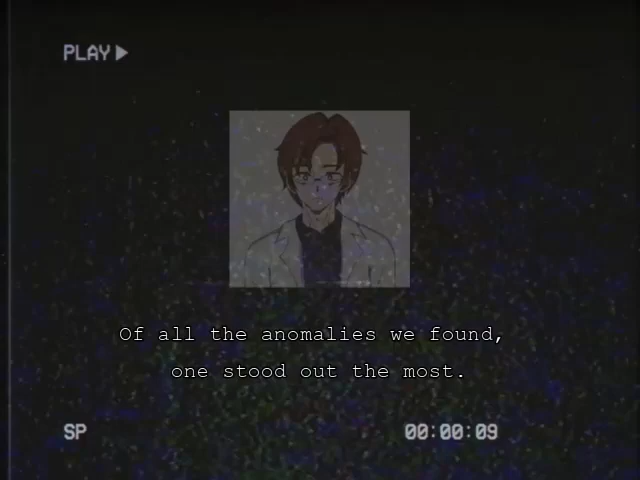 PLAY▶
Of all the anomalies we found,
one stood out the most.
SP
00:00:09